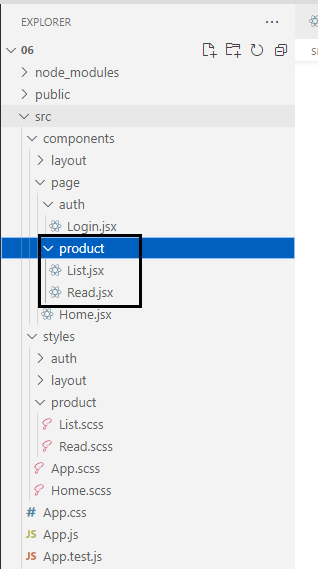 EXPLORER
06
node_modules
public
src
components
layout
page
auth
Login.jsx
product
List.jsx
Read.jsx
Home.jsx
styles
auth
layout
product
List.scss
Read.scss
App.scss
Home.scss
# App.css
JS App.js
JS App.test.js